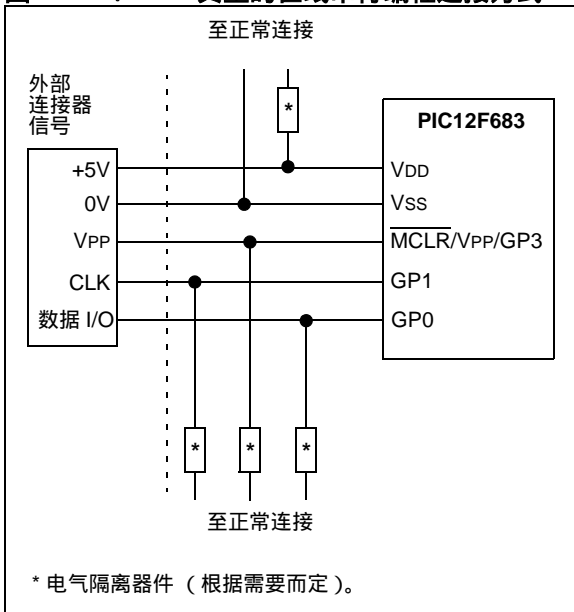 至正常连接
外部
连接器
信号
PIC12F683
+5V
VDD
0V
VSS
VPP
MCLR/VPP/GP3
CLK
GP1
数据 I/O
GP0
*
*
*
*
至正常连接
* 电气隔离器件 （根据需要而定）。